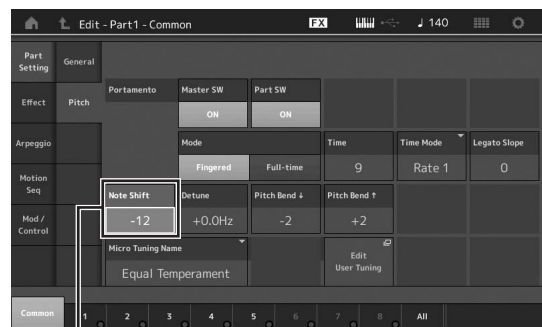 Edit - Part1 - Common FX 140
Part Setting
General
Effect
Pitch
Arpeggio
Motion Seq
Mod / Control
Portamento
Master SW
ON
Part SW
ON
Mode
Fingered
Full-time
Time
9
Time Mode
Rate 1
Legato Slope
0
Note Shift
-12
Detune
+0.0Hz
Pitch Bend ↓
-2
Pitch Bend ↑
+2
Micro Tuning Name
Equal Temperament
Edit
User Tuning
Common 1 2 3 4 5 6 7 8 All